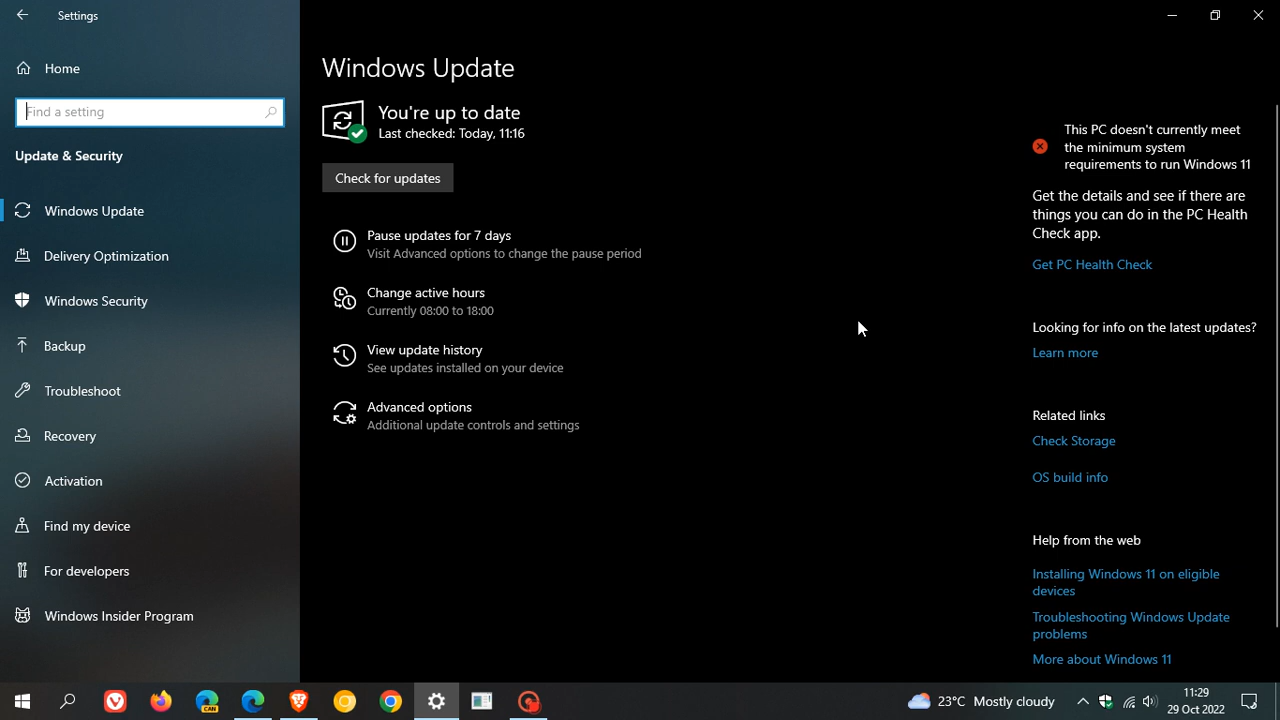 Settings
Home
Find a setting
Update & Security
Windows Update
Delivery Optimization
Windows Security
Backup
Troubleshoot
Recovery
Activation
Find my device
For developers
Windows Insider Program
Windows Update
You're up to date
Last checked: Today, 11:16
Check for updates
Pause updates for 7 days
Visit Advanced options to change the pause period
Change active hours
Currently 08:00 to 18:00
View update history
See updates installed on your device
Advanced options
Additional update controls and settings
This PC doesn't currently meet
the minimum system
requirements to run Windows 11
Get the details and see if there are
things you can do in the PC Health
Check app.
Get PC Health Check
Looking for info on the latest updates?
Learn more
Related links
Check Storage
OS build info
Help from the web
Installing Windows 11 on eligible
devices
Troubleshooting Windows Update
problems
More about Windows 11
CAN
23°C Mostly cloudy
11:29
29 Oct 2022